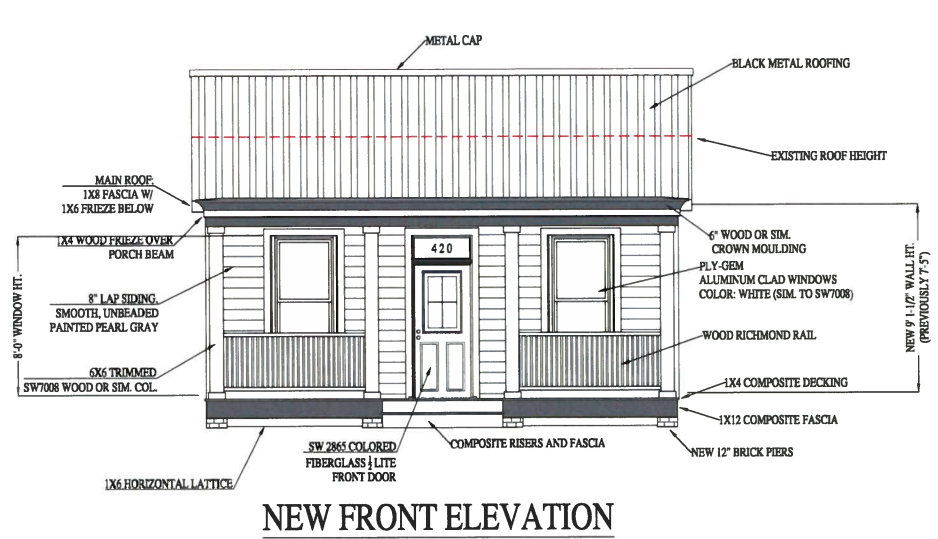 METAL CAP
BLACK METAL ROOFING
EXISTING ROOF HEIGHT
MAIN ROOF:
1X8 FASCIA W/
1X6 FRIEZE BELOW
1X4 WOOD FRIEZE OVER
PORCH BEAM
6" WOOD OR SIM.
CROWN MOULDING
420
PLY-GEM
ALUMINUM CLAD WINDOWS
COLOR: WHITE (SIM. TO SW7008)
8'-0" WINDOW HT.
8" LAP SIDING,
SMOOTH, UNBEADED
PAINTED PEARL GRAY
NEW 9' 1-1/2" WALL HT.
(PREVIOUSLY 7'-5")
WOOD RICHMOND RAIL
6X6 TRIMMED
SW7008 WOOD OR SIM. COL.
1X4 COMPOSITE DECKING
1X12 COMPOSITE FASCIA
SW 2865 COLORED
FIBERGLASS ½ LITE
FRONT DOOR
COMPOSITE RISERS AND FASCIA
NEW 12" BRICK PIERS
1X6 HORIZONTAL LATTICE
NEW FRONT ELEVATION